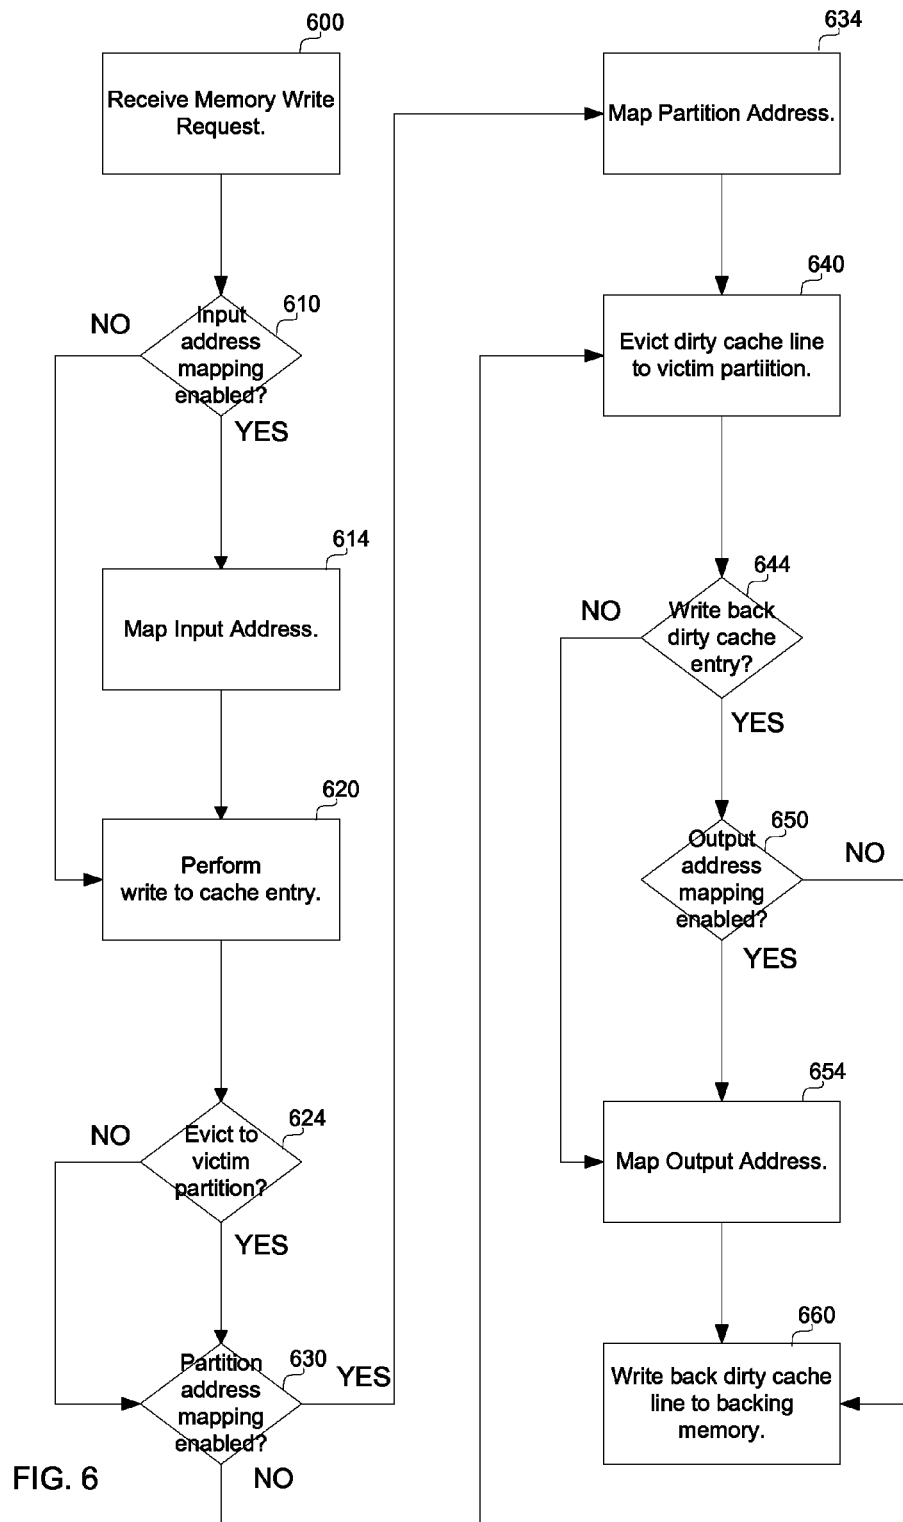 600
Receive Memory Write
Request.
610
Input
address
mapping
enabled?
NO
YES
614
Map Input Address.
620
Perform
write to cache entry.
624
Evict to
victim
partition?
NO
YES
630
Partition
address
mapping
enabled?
YES
NO
634
Map Partition Address.
640
Evict dirty cache line
to victim partiition.
644
Write back
dirty cache
entry?
NO
YES
650
Output
address
mapping
enabled?
NO
YES
654
Map Output Address.
660
Write back dirty cache
line to backing
memory.
FIG. 6